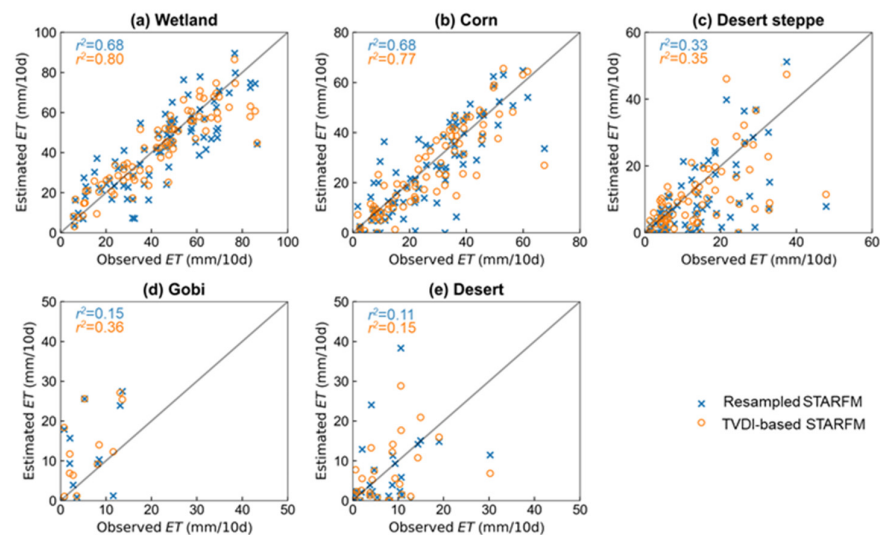 (a) Wetland
r²=0.68
r²=0.80
Estimated ET (mm/10d)
100
80
60
40
20
0
0 20 40 60 80 100
Observed ET (mm/10d)
(b) Corn
r²=0.68
r²=0.77
Estimated ET (mm/10d)
80
60
40
20
0
0 20 40 60 80
Observed ET (mm/10d)
(c) Desert steppe
r²=0.33
r²=0.35
Estimated ET (mm/10d)
60
40
20
0
0 20 40 60
Observed ET (mm/10d)
(d) Gobi
r²=0.15
r²=0.36
Estimated ET (mm/10d)
50
40
30
20
10
0
0 10 20 30 40 50
Observed ET (mm/10d)
(e) Desert
r²=0.11
r²=0.15
Estimated ET (mm/10d)
50
40
30
20
10
0
0 10 20 30 40 50
Observed ET (mm/10d)
Resampled STARFM
TVDI-based STARFM